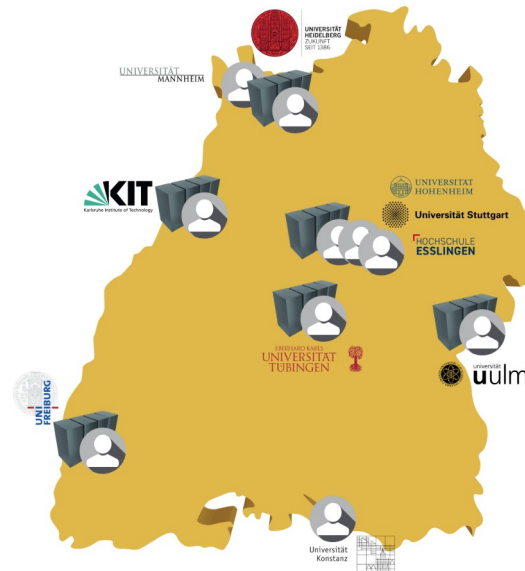 UNIVERSITÄT
HEIDELBERG
ZUKUNFT
SEIT 1386
UNIVERSITÄT
MANNHEIM
KIT
Karlsruhe Institute of Technology
UNIVERSITÄT
HOHENHEIM
Universität Stuttgart
HOCHSCHULE
ESSLINGEN
EBERHARD KARLS
UNIVERSITÄT
TÜBINGEN
universität
uulm
UNI
FREIBURG
Universität
Konstanz